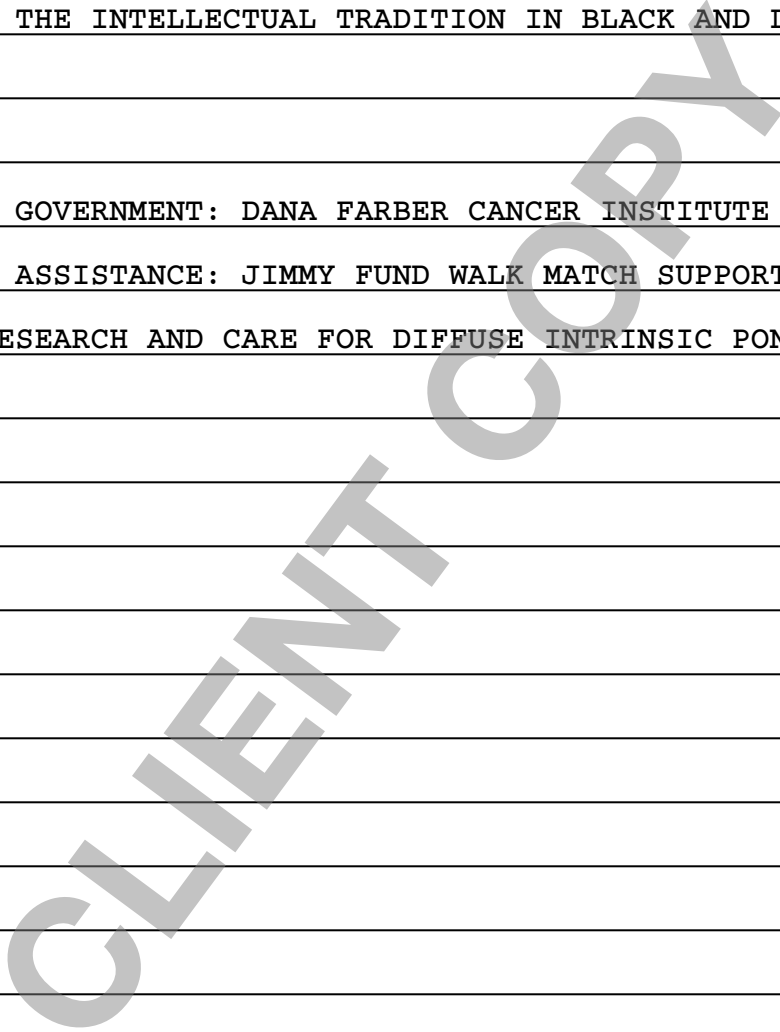 THE INTELLECTUAL TRADITION IN BLACK AND
GOVERNMENT: DANA FARBER CANCER INSTITUTE
ASSISTANCE: JIMMY FUND WALK MATCH SUPPORT
ESEARCH AND CARE FOR DIFFUSE INTRINSIC PON
CLIENT COPY